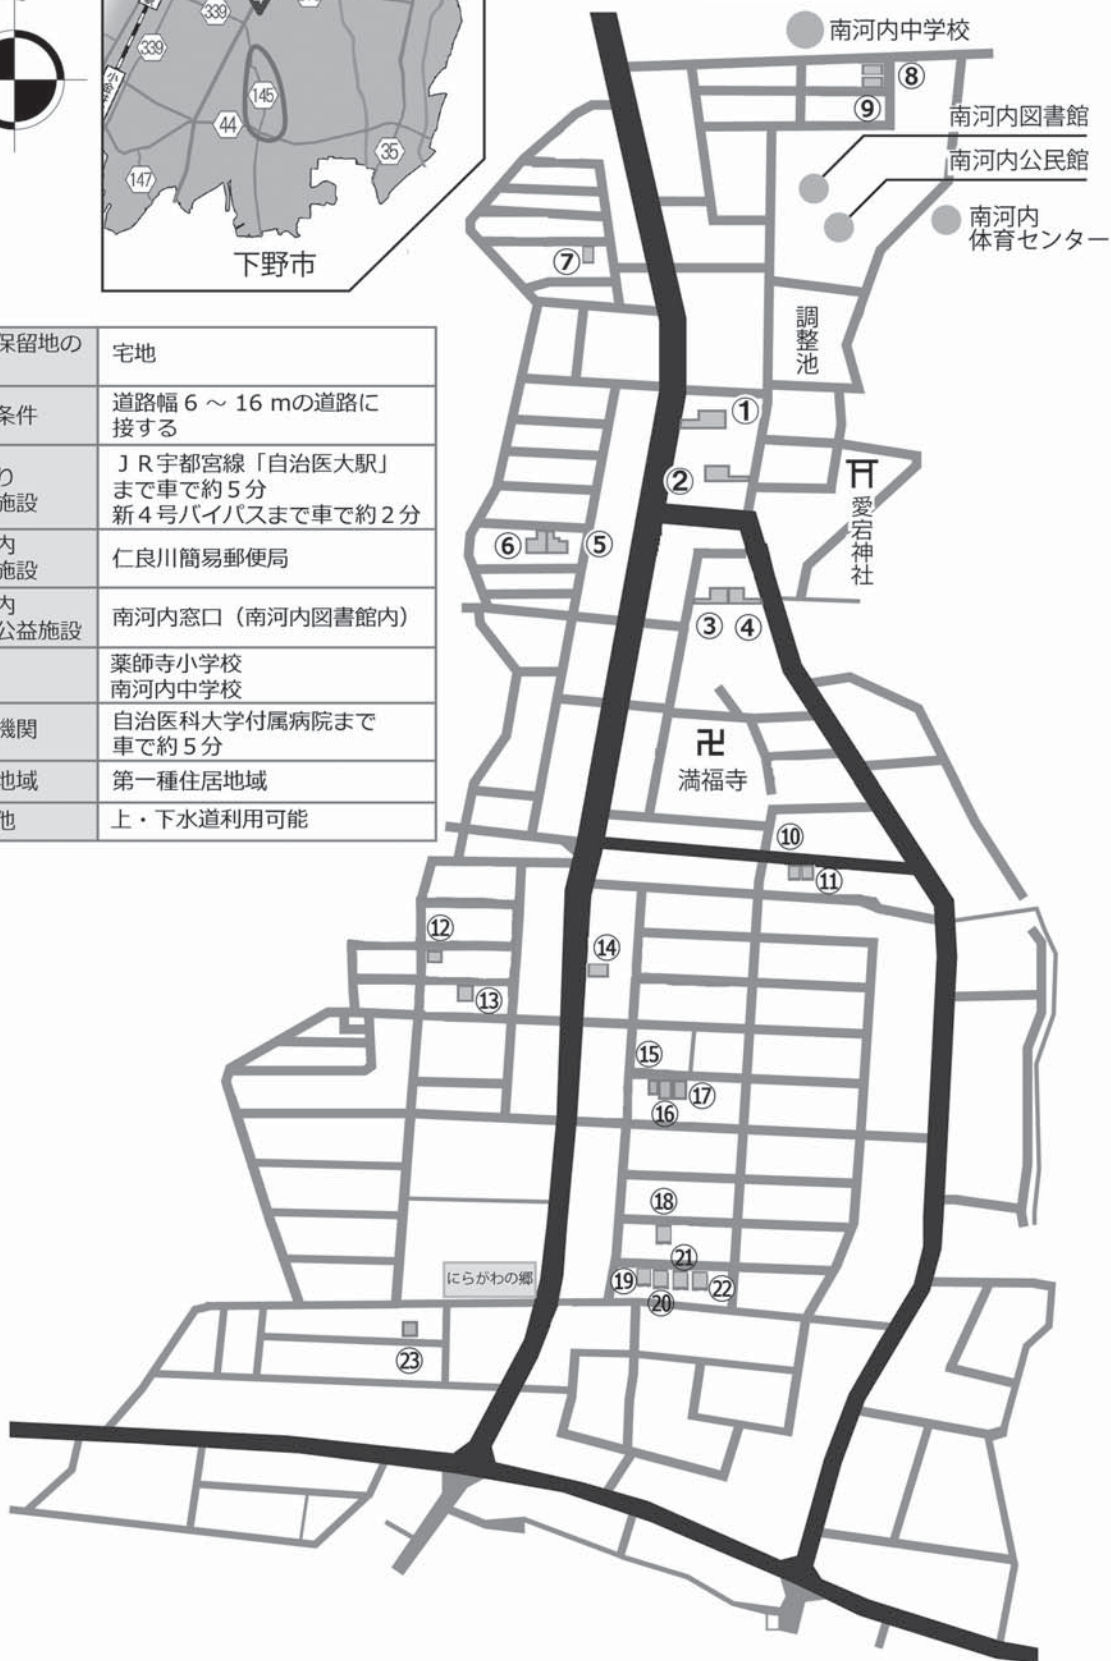 339
339
145
44
35
147
下野市
保留地の
宅地
条件
道路幅 6 ～ 16 mの道路に
接する
り
施設
ＪＲ宇都宮線「自治医大駅」
まで車で約５分
新４号バイパスまで車で約２分
内
施設
仁良川簡易郵便局
内
公益施設
南河内窓口（南河内図書館内）
薬師寺小学校
南河内中学校
機関
自治医科大学付属病院まで
車で約５分
地域
第一種住居地域
他
上・下水道利用可能
南河内中学校
⑧
⑨
南河内図書館
南河内公民館
南河内
体育センター
⑦
調整池
①
②
愛宕神社
⑥
⑤
③
④
卍
満福寺
⑩
⑪
⑫
⑬
⑭
⑮
⑯
⑰
⑱
⑲
⑳
㉑
㉒
にらがわの郷
㉓